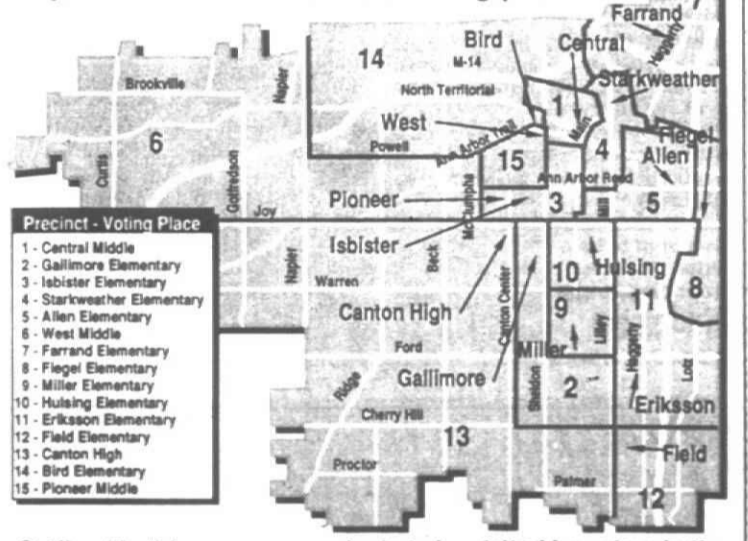 Farrand
7
Bird
Central
Haggerty
14
M-14
Brookville
Napier
North Territorial
Starkweather
1
West
Main
6
Ann Arbor Trail
4
Fiegel
Powell
Allen
Curtis
Gotfredson
15
Ann Arbor Road
McClumpha
Pioneer
3
Mill
5
Joy
Precinct - Voting Place
1 - Central Middle
2 - Gallimore Elementary
3 - Isbister Elementary
4 - Starkweather Elementary
5 - Allen Elementary
6 - West Middle
7 - Farrand Elementary
8 - Fiegel Elementary
9 - Miller Elementary
10 - Hulsing Elementary
11 - Eriksson Elementary
12 - Field Elementary
13 - Canton High
14 - Bird Elementary
15 - Pioneer Middle
Isbister
Napier
Beck
Warren
10
Hulsing
11
8
Canton High
Canton Center
9
Lilley
Ford
Miller
Haggerty
Lotz
Gallimore
Sheldon
2
Ridge
Eriksson
Cherry Hill
13
Field
Proctor
Palmer
12